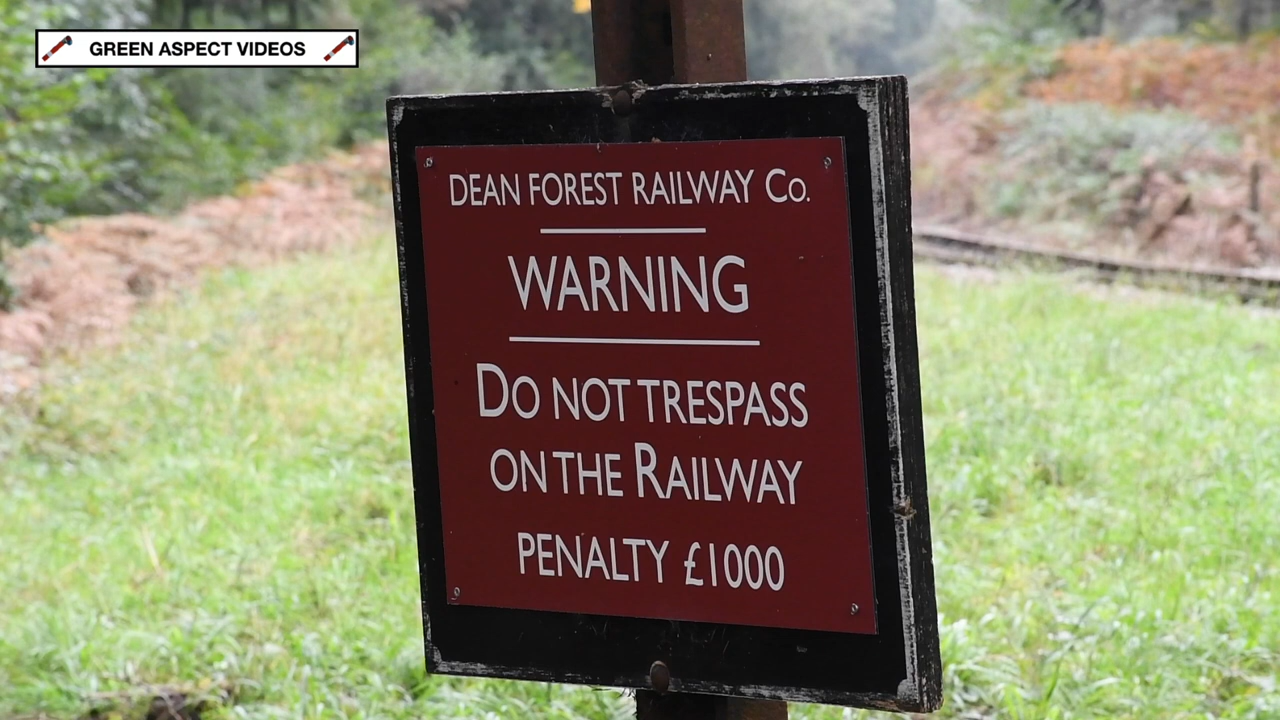 GREEN ASPECT VIDEOS
DEAN FOREST RAILWAY Co.
WARNING
DO NOT TRESPASS
ON THE RAILWAY
PENALTY £1000